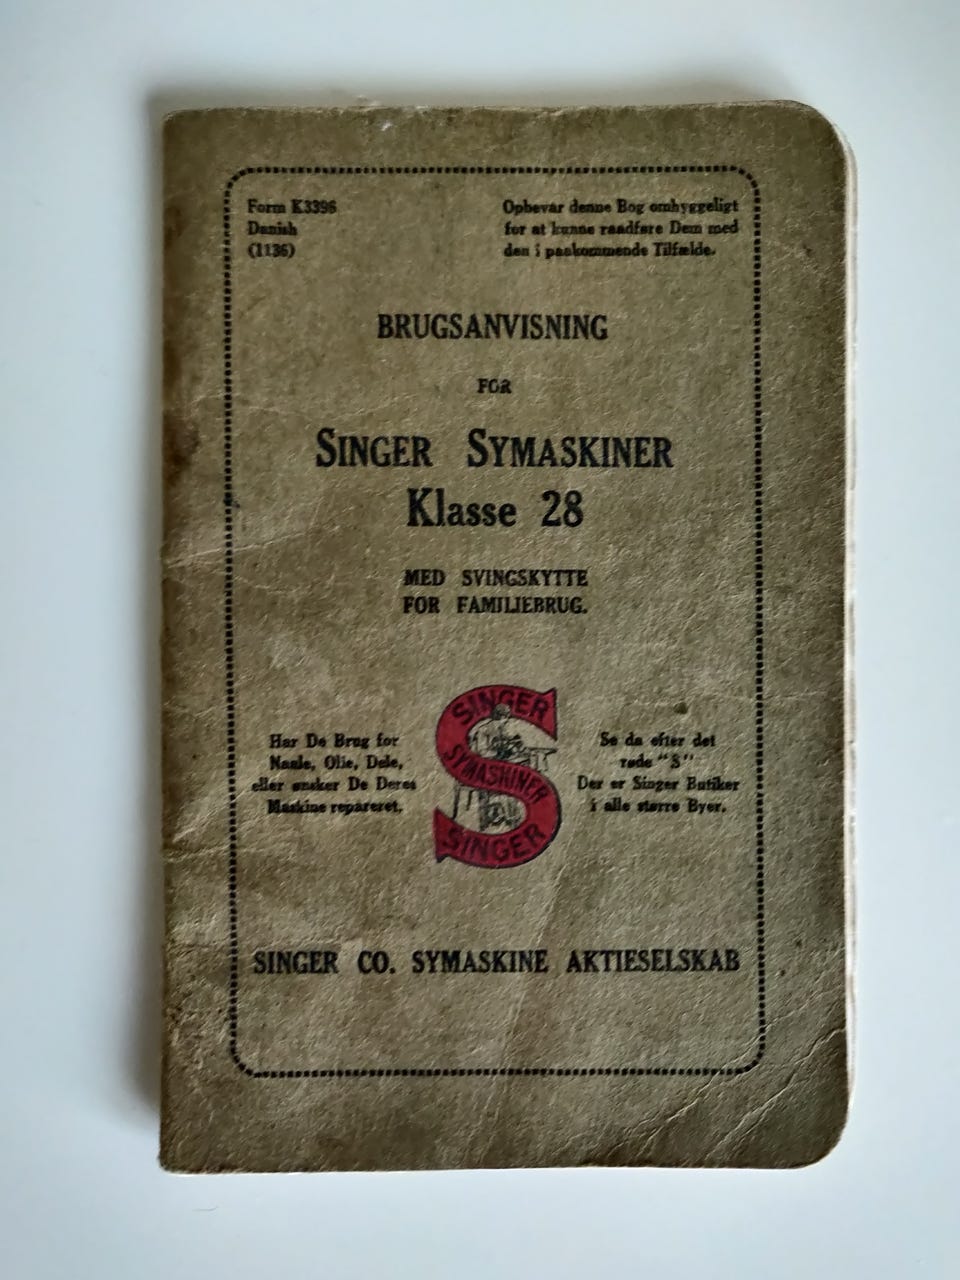 Form K3396
Danish
(1136)
Opbevar denne Bog omhyggeligt
for at kunne raadføre Dem med
den i paakommende Tilfælde.
BRUGSANVISNING
FOR
SINGER SYMASKINER
Klasse 28
MED SVINGSKYTTE
FOR FAMILIEBRUG.
Har De Brug for
Naale, Olie, Dele,
eller ønsker De Deres
Maskine repareret.
SINGER
SYMASKINER
SINGER
Se da efter det
røde "S"
Der er Singer Butiker
i alle større Byer.
SINGER CO. SYMASKINE AKTIESELSKAB